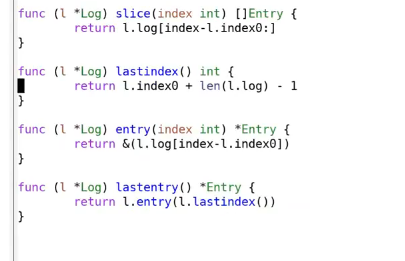 func (l *Log) slice(index int) []Entry {
        return l.log[index-l.index0:]
}

func (l *Log) lastindex() int {
        return l.index0 + len(l.log) - 1
}

func (l *Log) entry(index int) *Entry {
        return &(l.log[index-l.index0])
}

func (l *Log) lastentry() *Entry {
        return l.entry(l.lastindex())
}